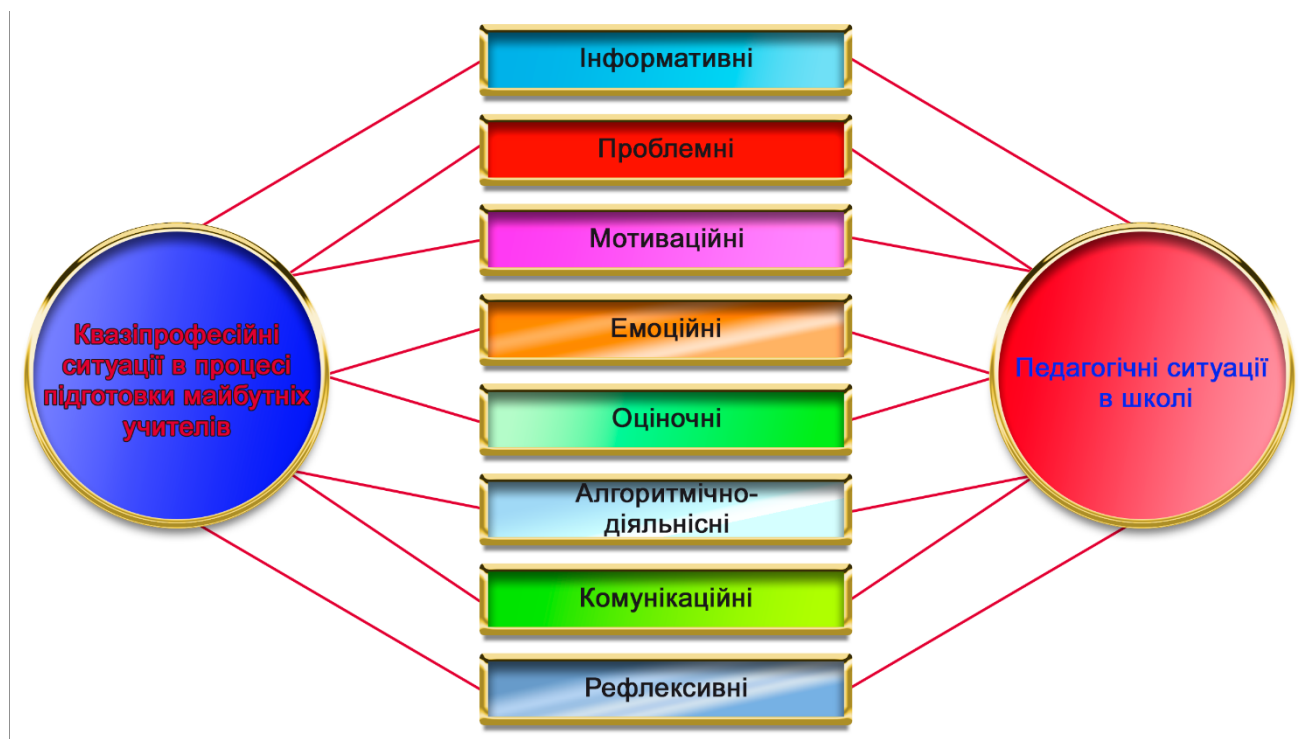 Інформативні
Проблемні
Мотиваційні
Емоційні
Оціночні
Алгоритмічно-
діяльнісні
Комунікаційні
Рефлексивні
Квазіпрофесійні
ситуації в процесі
підготовки майбутніх
учителів
Педагогічні ситуації
в школі